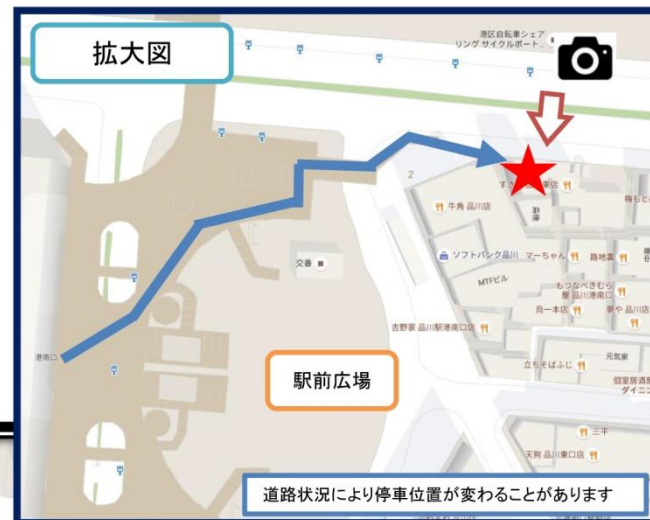 拡大図
港区自転車シェア
リング サイクルポート...
2
牛角 品川店
ソフトバンク品川
マーちゃん
路地裏
MTFビル
もつなべきむら
屋 品川港南口
鳥一本店
夢や 品川店
交番
吉野家 品川駅港南口店
元気家
立ちそばふじ
個室居酒屋
ダイニン
港南口
駅前広場
三平
天狗 品川東口店
道路状況により停車位置が変わることがあります